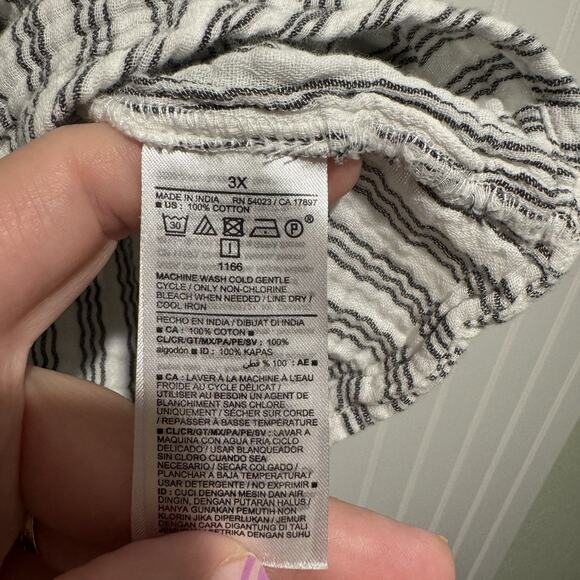 3X
MADE IN INDIA RN 54023 / CA 17897
■ US : 100% COTTON
30 P ®
1166
MACHINE WASH COLD GENTLE
CYCLE / ONLY NON-CHLORINE
BLEACH WHEN NEEDED / LINE DRY /
COOL IRON
HECHO EN INDIA / DIBUAT DI INDIA
■ CA : 100% COTON ■
CL/CR/GT/MX/PA/PE/SV : 100%
algodón ■ ID : 100% KAPAS
■ AE : 100 % قطن
■ CA : LAVER À LA MACHINE À L'EAU
FROIDE AU CYCLE DÉLICAT /
UTILISER AU BESOIN UN AGENT DE
BLANCHIMENT SANS CHLORE
UNIQUEMENT / SÉCHER SUR CORDE
/ REPASSER À BASSE TEMPÉRATURE
■ CL/CR/GT/MX/PA/PE/SV : LAVAR A
MAQUINA CON AGUA FRIA CICLO
DELICADO / USAR BLANQUEADOR
SIN CLORO CUANDO SEA
NECESARIO / SECAR COLGADO /
PLANCHAR A BAJA TEMPERATURA /
USAR DETERGENTE / NO EXPRIMIR ■
ID : CUCI DENGAN MESIN DAN AIR
DINGIN, DENGAN PUTARAN HALUS /
HANYA GUNAKAN PEMUTIH NON
KLORIN JIKA DIPERLUKAN / JEMUR
DENGAN CARA DIGANTUNG DI TALI
JEMUR / SETRIKA DENGAN SUHU